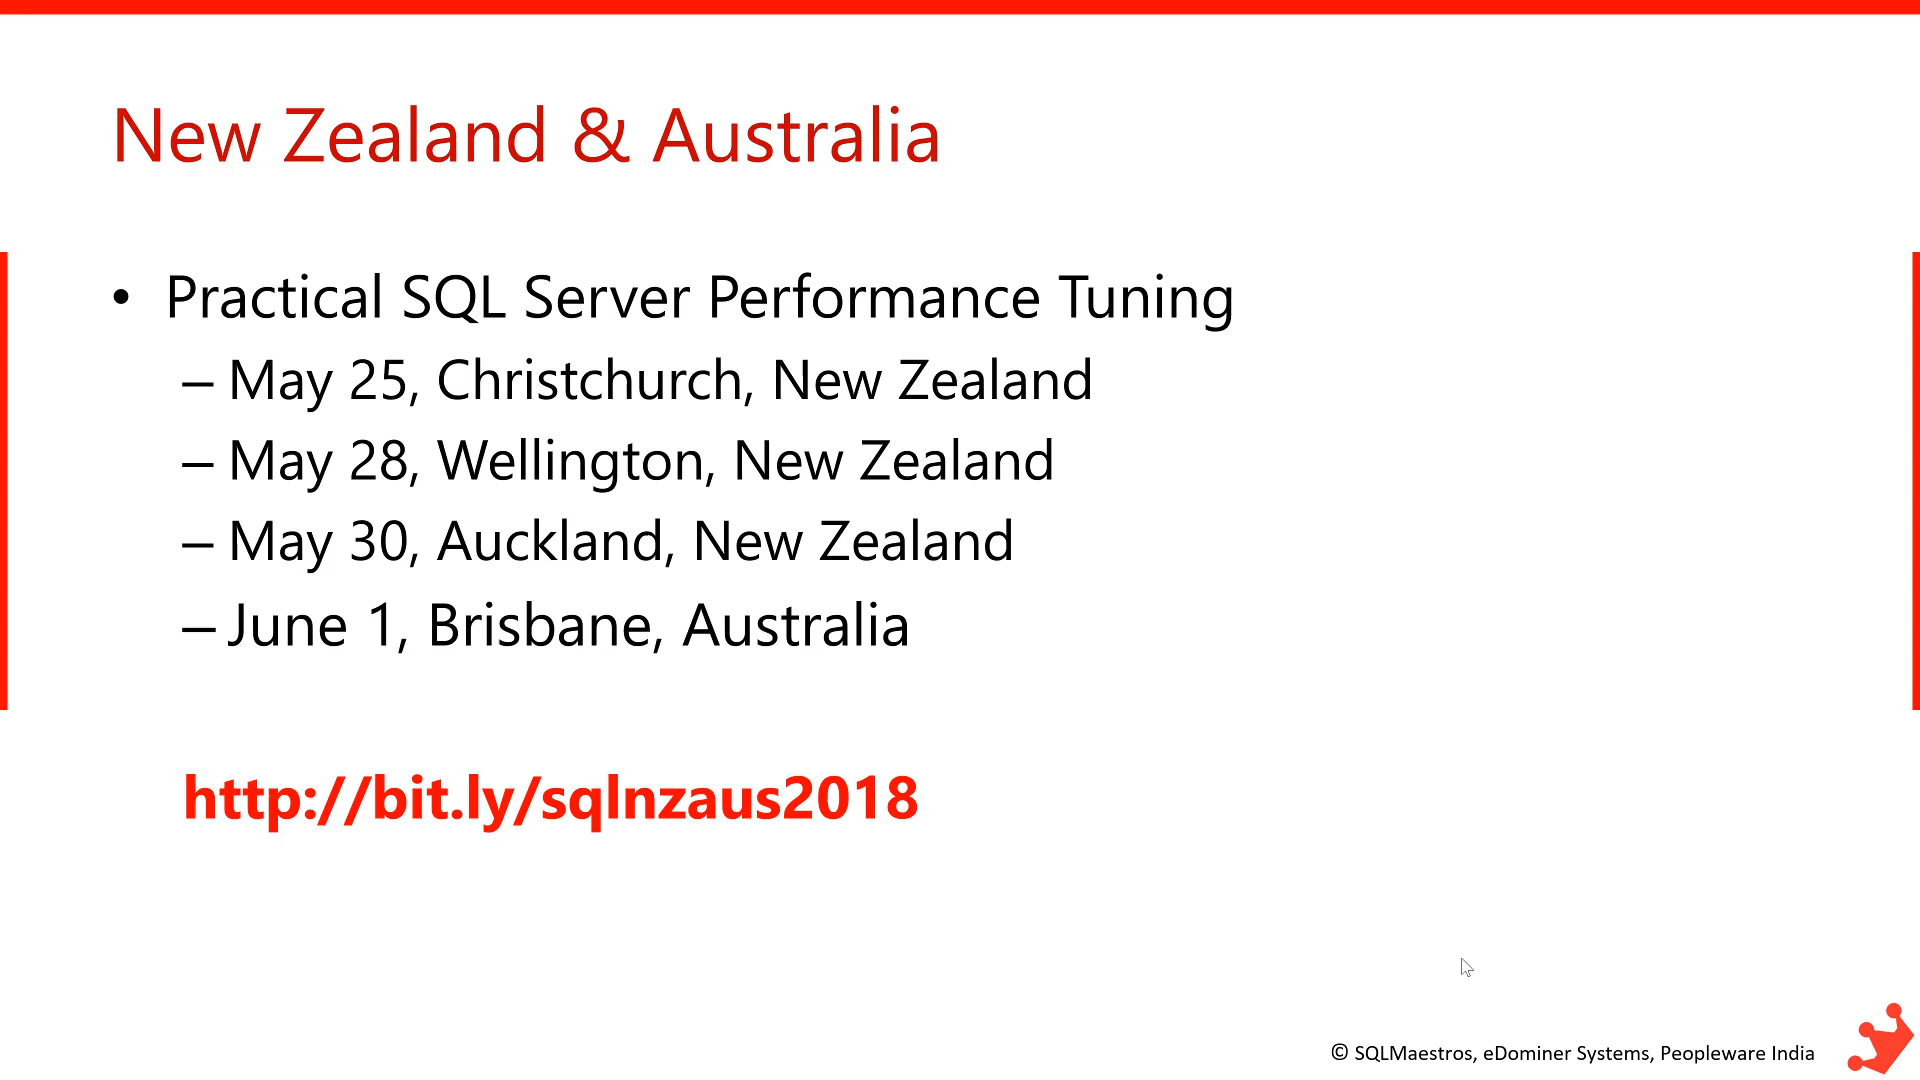 New Zealand & Australia
• Practical SQL Server Performance Tuning
– May 25, Christchurch, New Zealand
– May 28, Wellington, New Zealand
– May 30, Auckland, New Zealand
– June 1, Brisbane, Australia
http://bit.ly/sqlnzaus2018
© SQLMaestros, eDominer Systems, Peopleware India